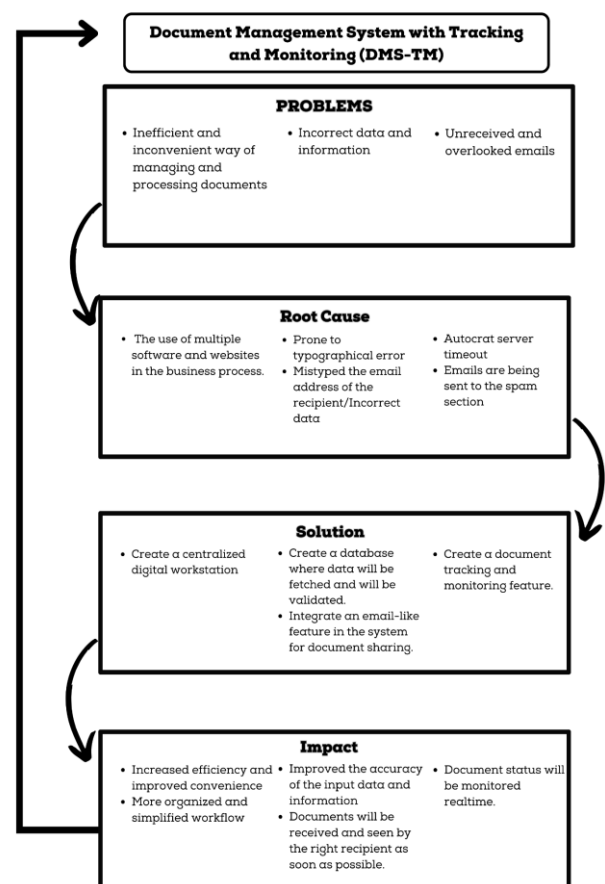 Document Management System with Tracking
and Monitoring (DMS-TM)
PROBLEMS
• Inefficient and
inconvenient way of
managing and
processing documents
• Incorrect data and
information
• Unreceived and
overlooked emails
Root Cause
• The use of multiple
software and websites
in the business process.
• Prone to
typographical error
• Mistyped the email
address of the
recipient/Incorrect
data
• Autocrat server
timeout
• Emails are being
sent to the spam
section
Solution
• Create a centralized
digital workstation
• Create a database
where data will be
fetched and will be
validated.
• Integrate an email-like
feature in the system
for document sharing.
• Create a document
tracking and
monitoring feature.
Impact
• Increased efficiency and
improved convenience
• More organized and
simplified workflow
• Improved the accuracy
of the input data and
information
• Documents will be
received and seen by
the right recipient as
soon as possible.
• Document status will
be monitored
realtime.